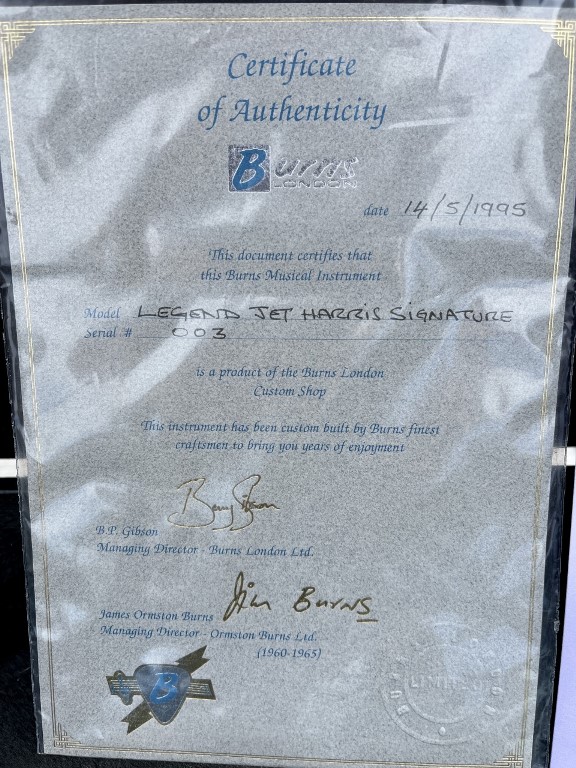 Certificate
of Authenticity
Burns
LONDON
date 14/5/1995
This document certifies that
this Burns Musical Instrument
Model LEGEND JET HARRIS SIGNATURE
Serial # 003
is a product of the Burns London
Custom Shop
This instrument has been custom built by Burns finest
craftsmen to bring you years of enjoyment
Barry Gibson
B.P. Gibson
Managing Director - Burns London Ltd.
Jim Burns
James Ormston Burns
Managing Director - Ormston Burns Ltd.
(1960-1965)
B